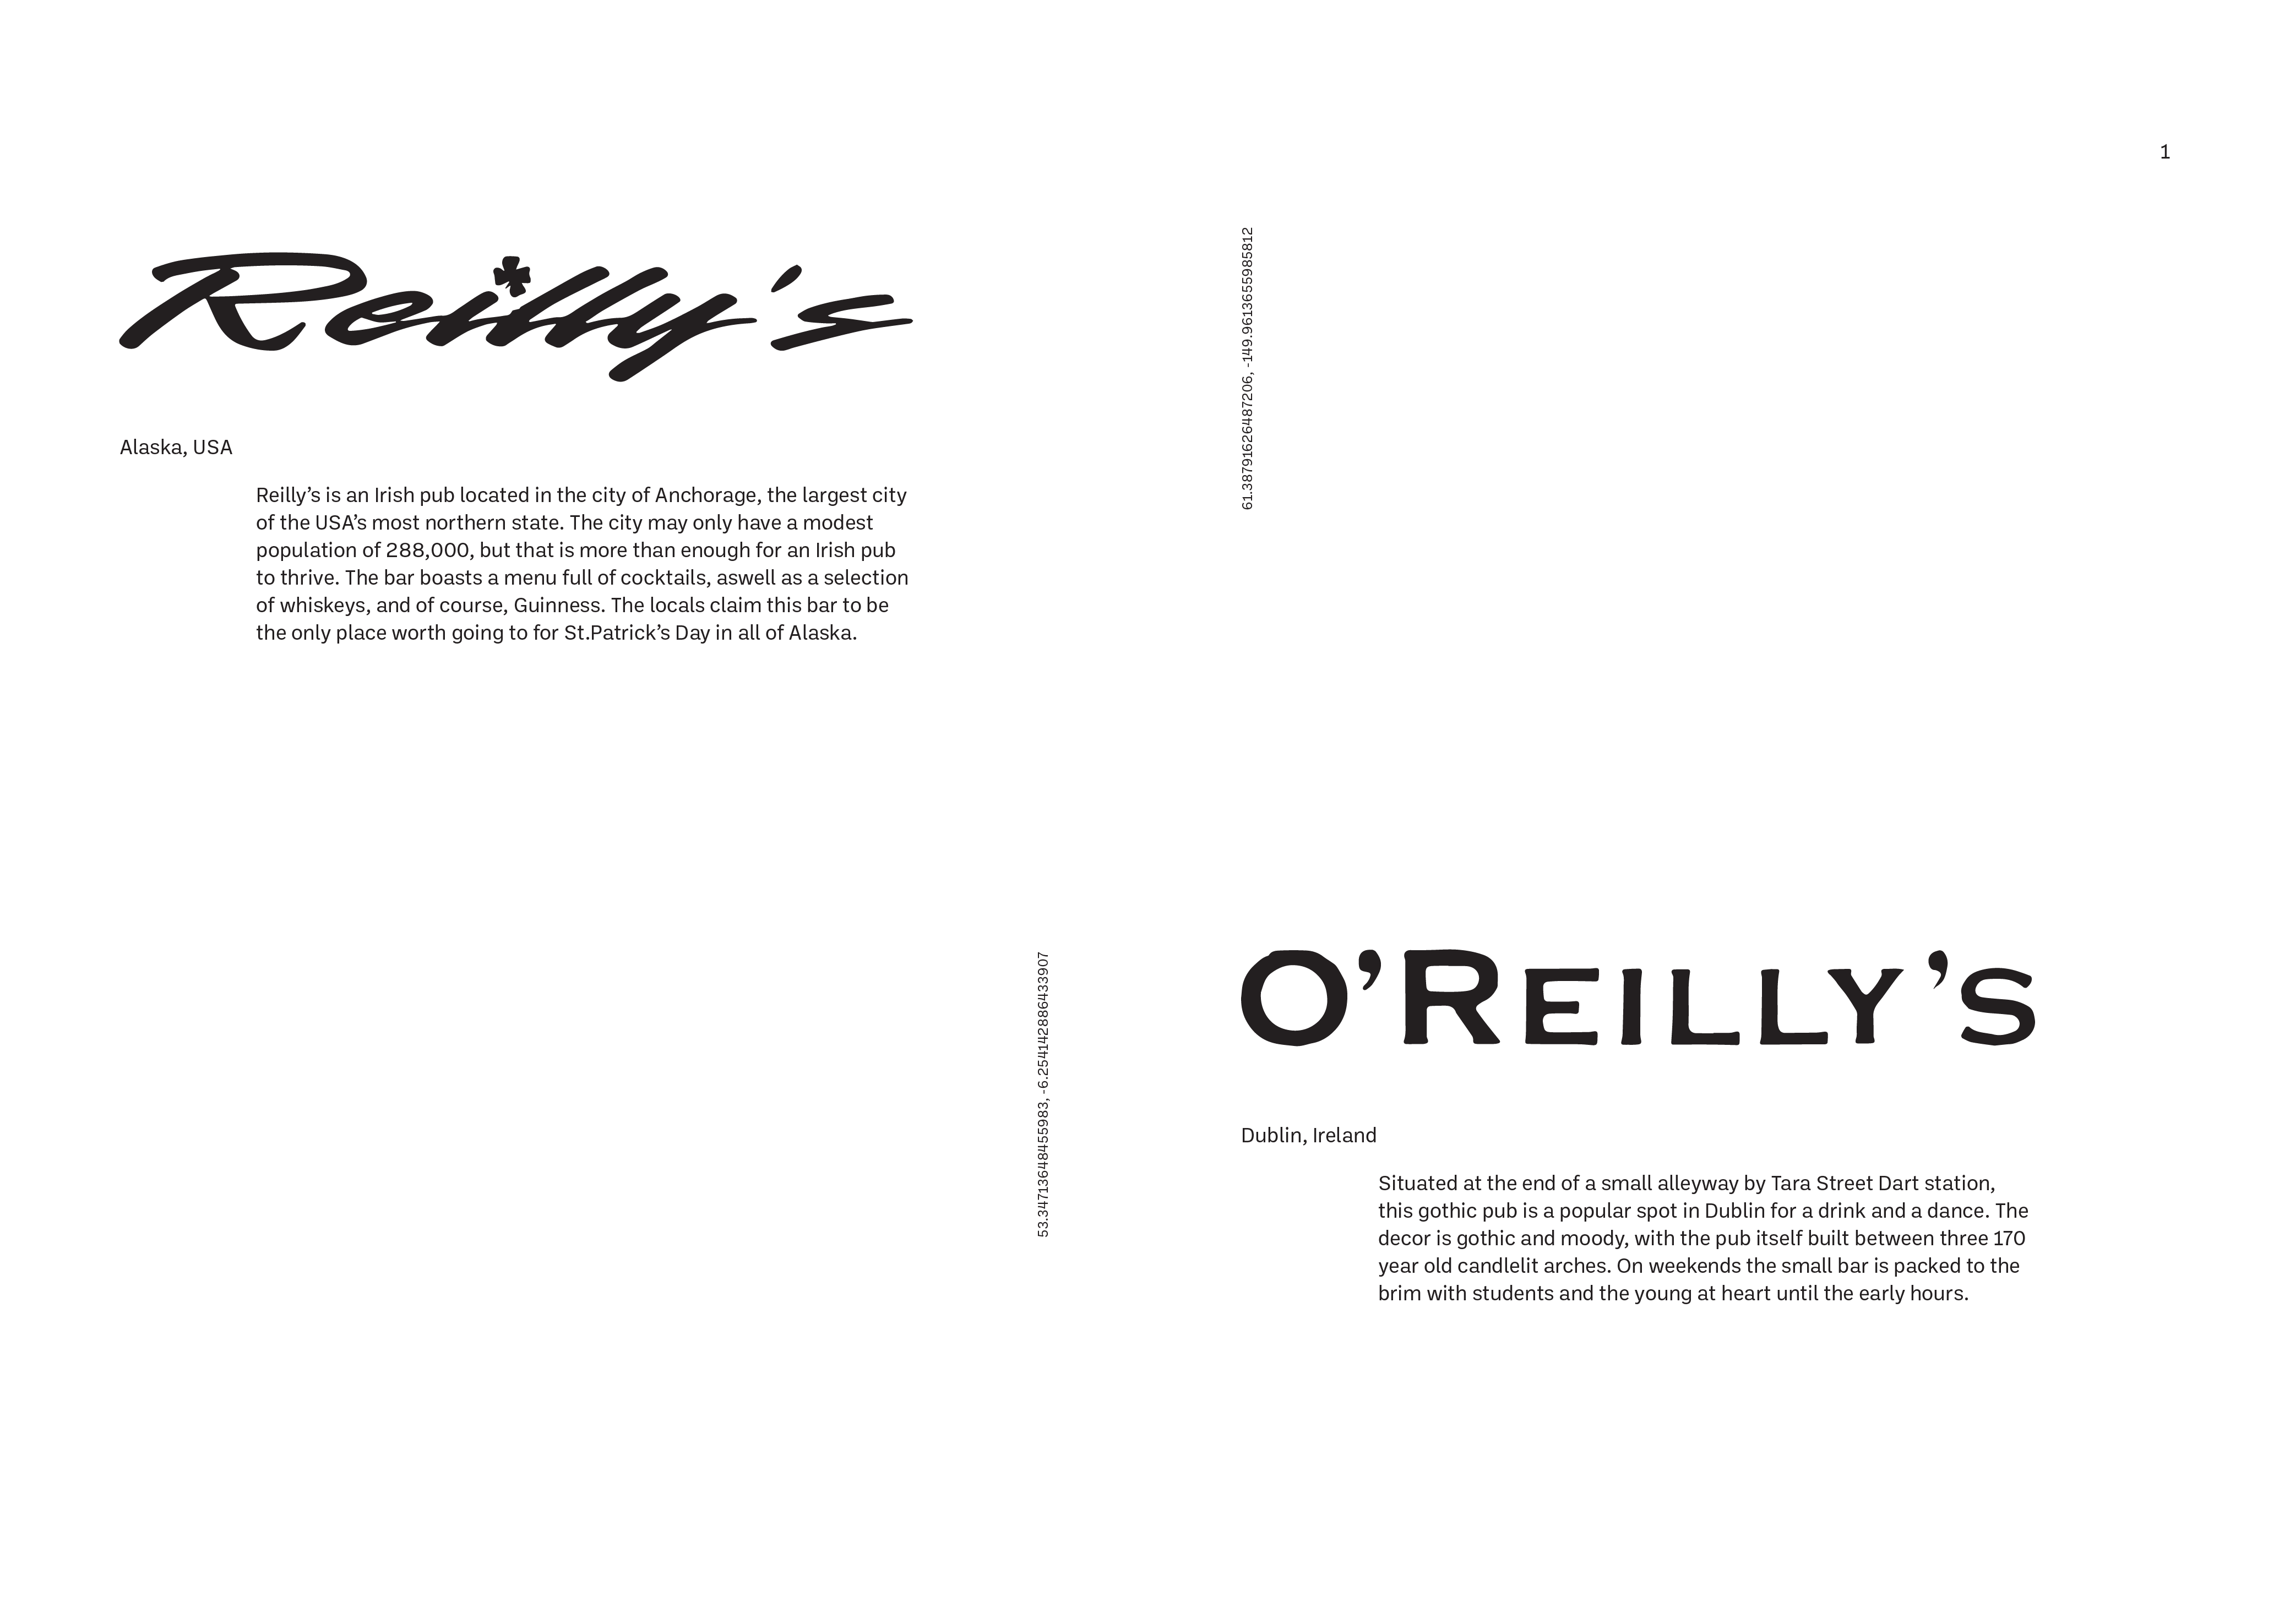 1
Reilly's
61.38791626487206, -149.9613655985812
Alaska, USA
Reilly’s is an Irish pub located in the city of Anchorage, the largest city
of the USA’s most northern state. The city may only have a modest
population of 288,000, but that is more than enough for an Irish pub
to thrive. The bar boasts a menu full of cocktails, aswell as a selection
of whiskeys, and of course, Guinness. The locals claim this bar to be
the only place worth going to for St.Patrick’s Day in all of Alaska.
53.34713648455983, -6.254142886433907
O’REILLY’S
Dublin, Ireland
Situated at the end of a small alleyway by Tara Street Dart station,
this gothic pub is a popular spot in Dublin for a drink and a dance. The
decor is gothic and moody, with the pub itself built between three 170
year old candlelit arches. On weekends the small bar is packed to the
brim with students and the young at heart until the early hours.